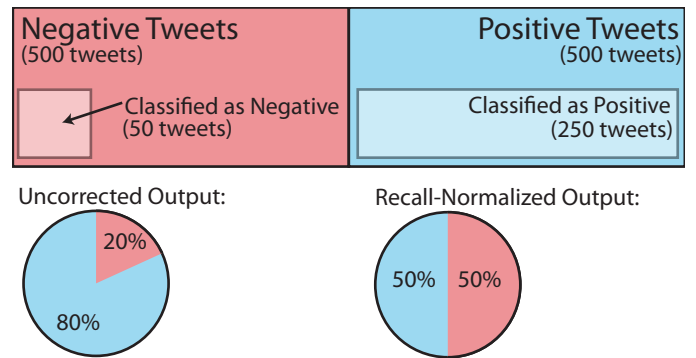 Negative Tweets
(500 tweets)
Positive Tweets
(500 tweets)
Classified as Negative
(50 tweets)
Classified as Positive
(250 tweets)
Uncorrected Output:
20%
80%
Recall-Normalized Output:
50%
50%